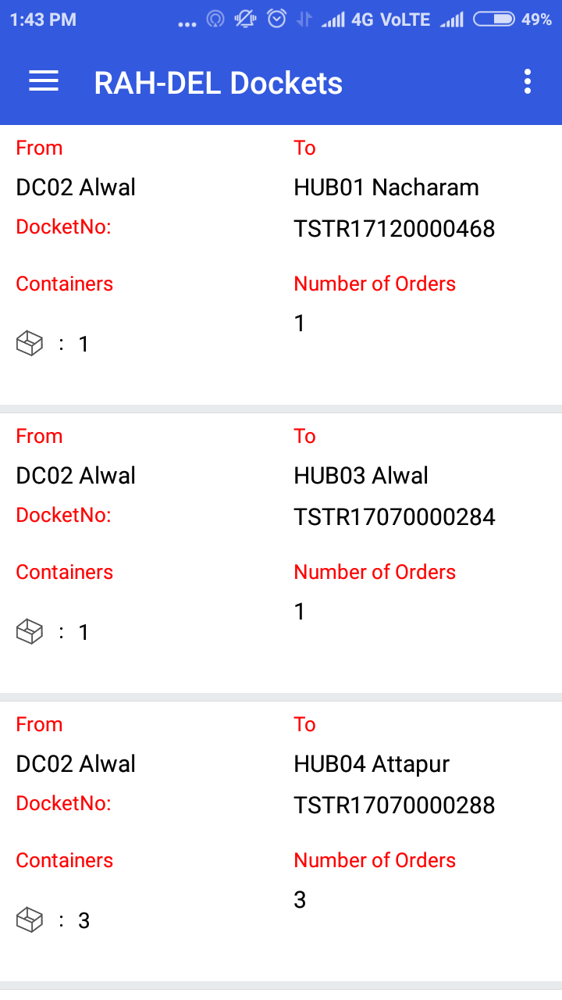 1:43 PM ... 4G VoLTE 49%
RAH-DEL Dockets
From To
DC02 Alwal HUB01 Nacharam
DocketNo: TSTR17120000468
Containers Number of Orders
1
: 1
From To
DC02 Alwal HUB03 Alwal
DocketNo: TSTR17070000284
Containers Number of Orders
1
: 1
From To
DC02 Alwal HUB04 Attapur
DocketNo: TSTR17070000288
Containers Number of Orders
3
: 3